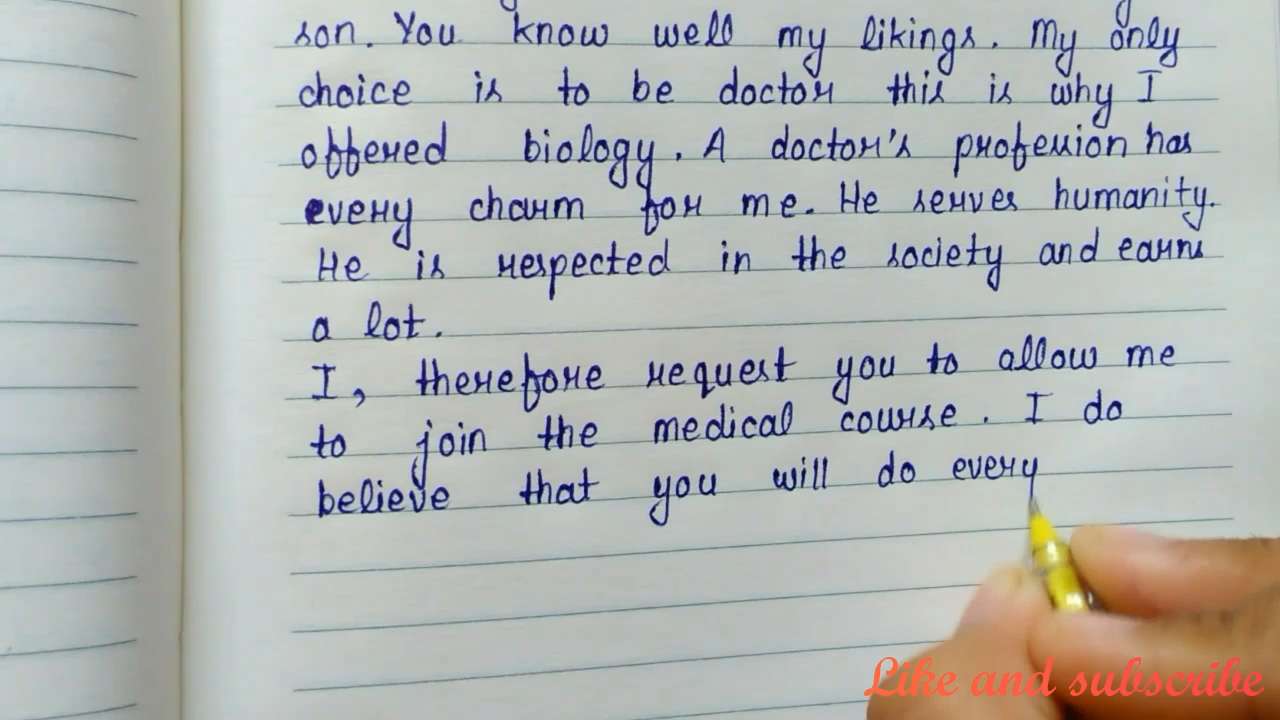 son. You know well my likings. My only
choice is to be doctor this is why I
offered biology. A doctor's profession has
every charm for me. He serves humanity.
He is respected in the society and earns
a lot.
I, therefore request you to allow me
to join the medical course. I do
believe that you will do every
Like and subscribe